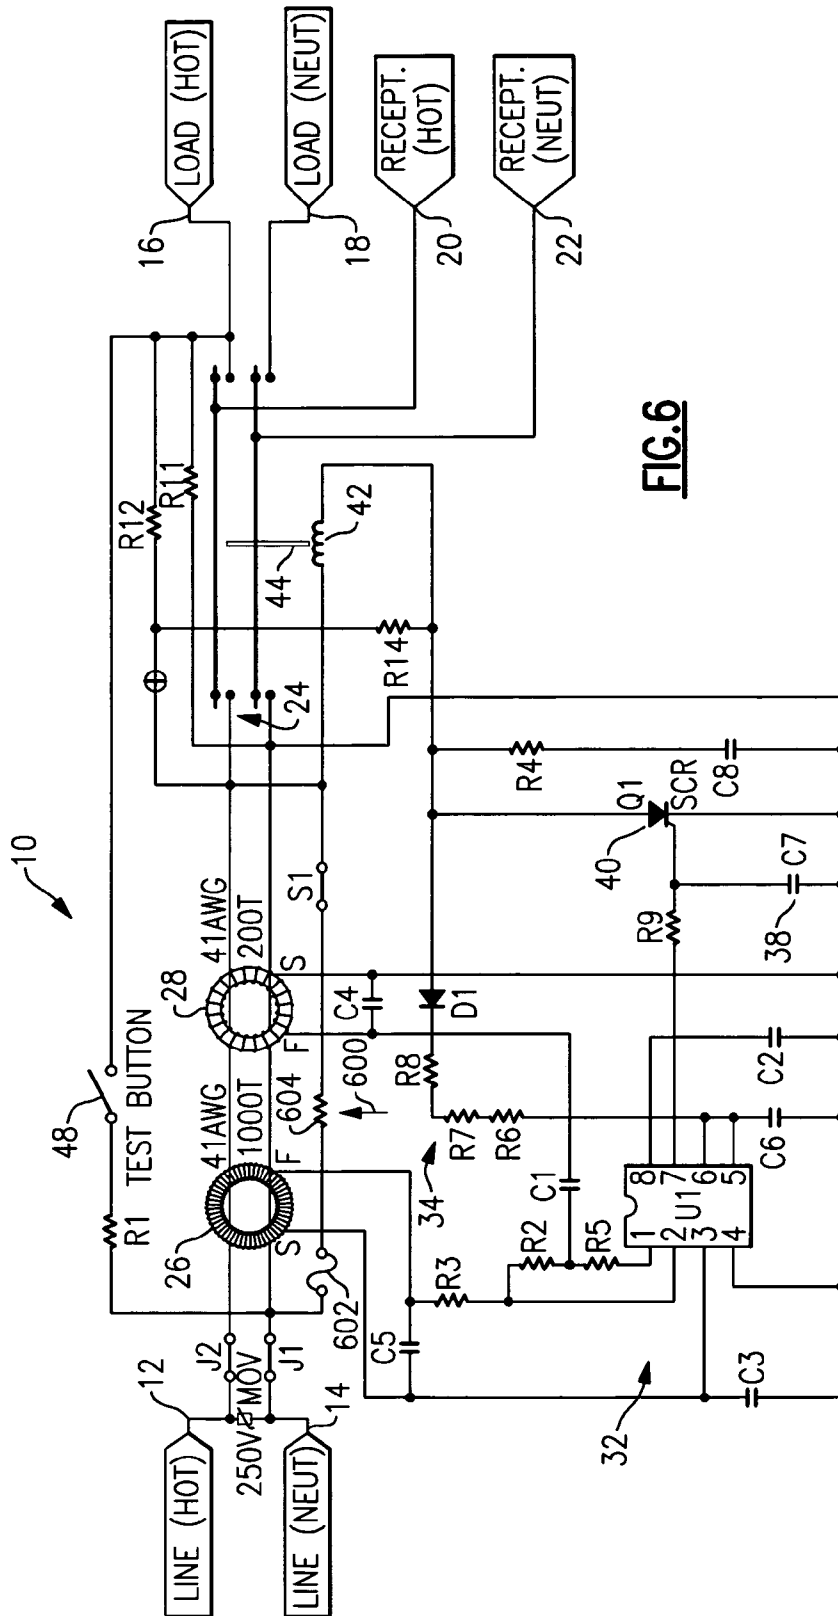 10
12
LINE (HOT)
LINE (NEUT)
14
250V
MOV
J2
J1
48
R1
TEST BUTTON
26
41AWG
1000T
S
F
28
41AWG
200T
F
S
602
604
600
S1
24
44
42
R12
R11
R14
16
LOAD (HOT)
LOAD (NEUT)
18
RECEPT.
(HOT)
20
RECEPT.
(NEUT)
22
C5
R3
C4
34
R8
D1
R7
R6
C1
R2
R5
1
2
3
4
U1
8
7
6
5
32
C3
C6
C2
R9
38
C7
40
Q1
SCR
R4
C8
FIG.6